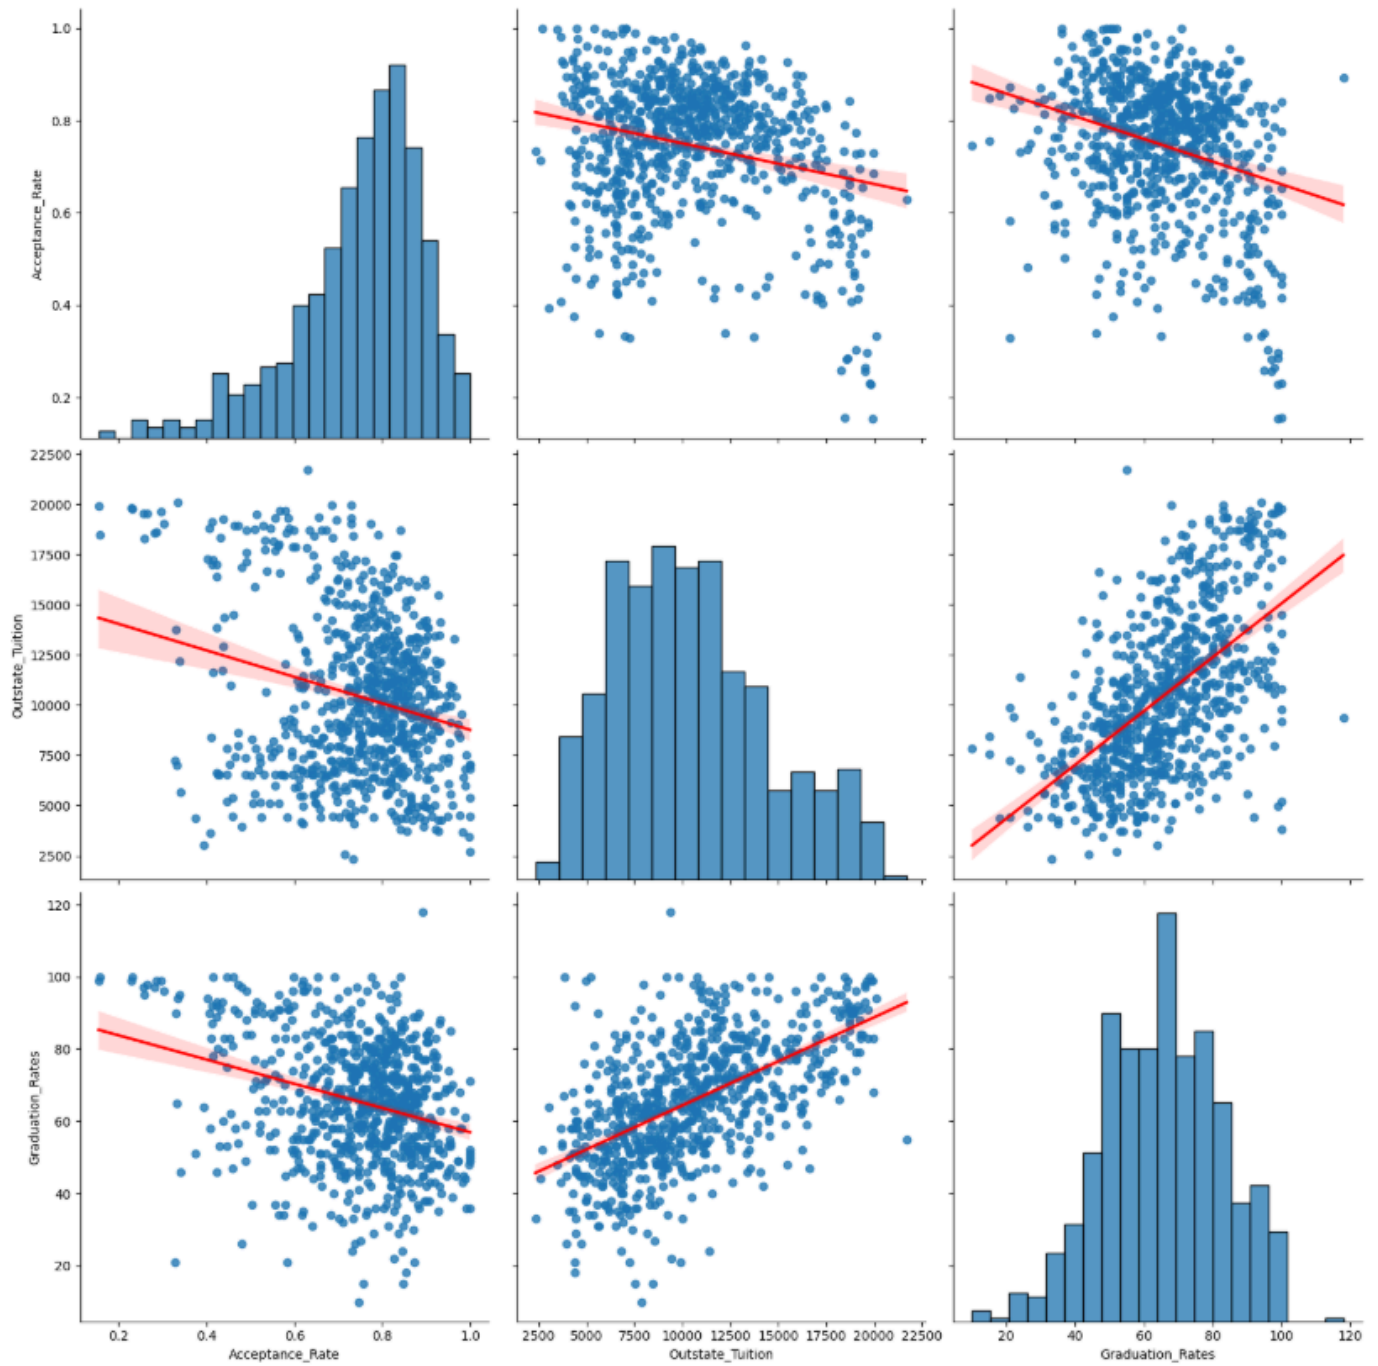 1.0
0.8
0.6
0.4
0.2
Acceptance_Rate
22500
20000
17500
15000
12500
10000
7500
5000
2500
Outstate_Tuition
120
100
80
60
40
20
Graduation_Rates
0.2 0.4 0.6 0.8 1.0
Acceptance_Rate
2500 5000 7500 10000 12500 15000 17500 20000 22500
Outstate_Tuition
20 40 60 80 100 120
Graduation_Rates